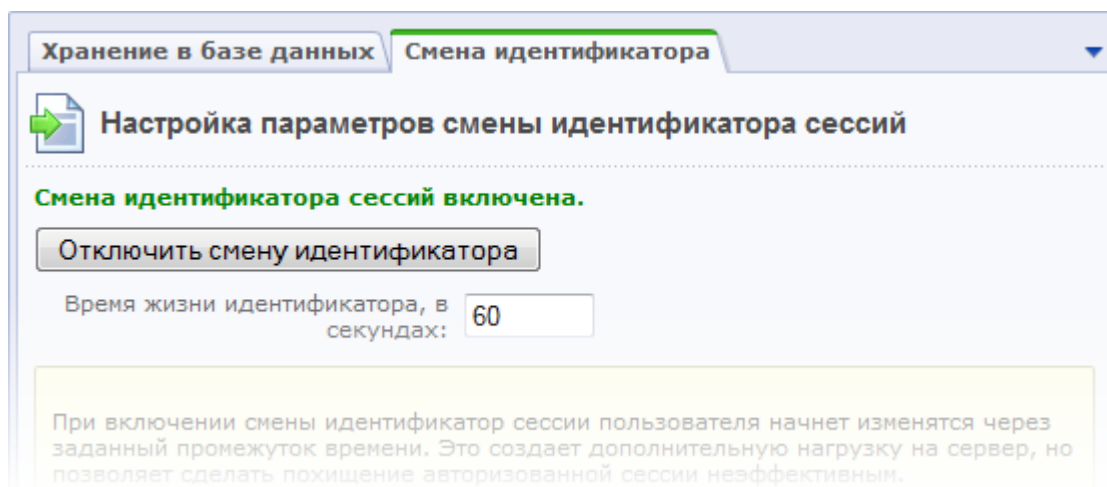 Хранение в базе данных Смена идентификатора
Настройка параметров смены идентификатора сессий
Смена идентификатора сессий включена.
Отключить смену идентификатора
Время жизни идентификатора, в
секундах:
60
При включении смены идентификатор сессии пользователя начнет изменятся через
заданный промежуток времени. Это создает дополнительную нагрузку на сервер, но
позволяет сделать похищение авторизованной сессии неэффективным.